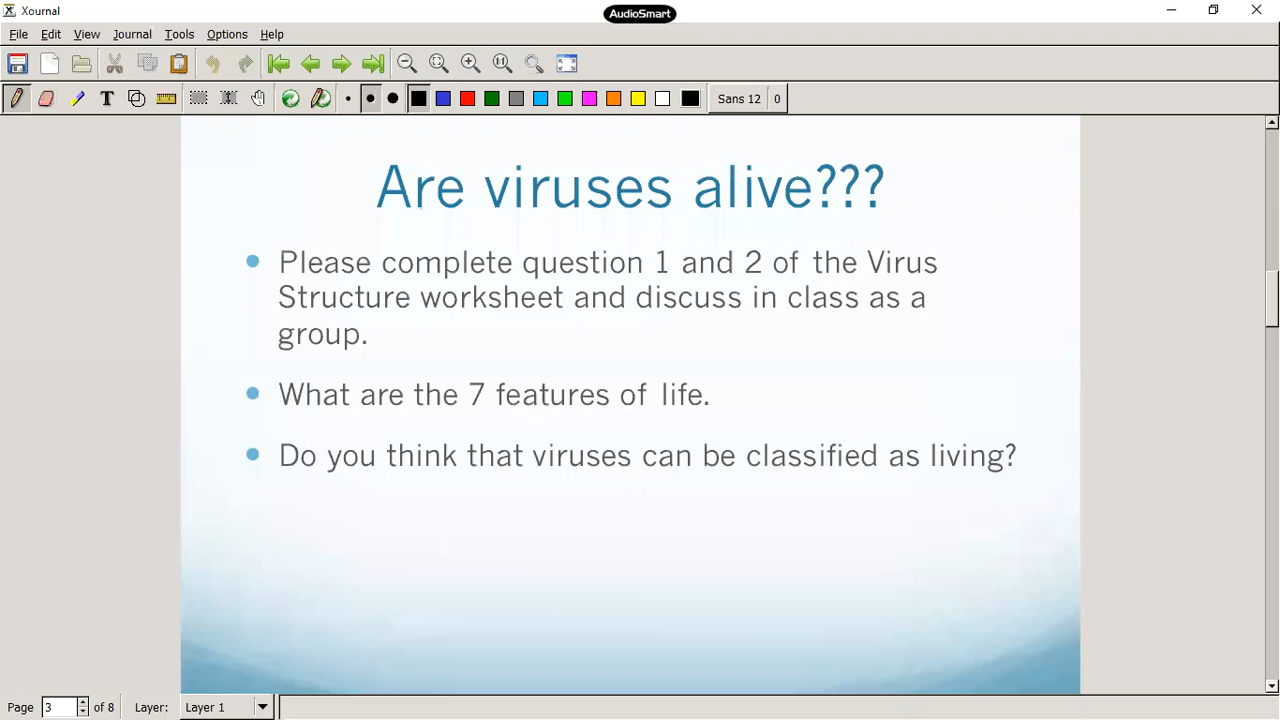 Xournal
AudioSmart
File Edit View Journal Tools Options Help
Sans 12 0
Are viruses alive???
Please complete question 1 and 2 of the Virus
Structure worksheet and discuss in class as a
group.
What are the 7 features of life.
Do you think that viruses can be classified as living?
Page 3 of 8 Layer: Layer 1